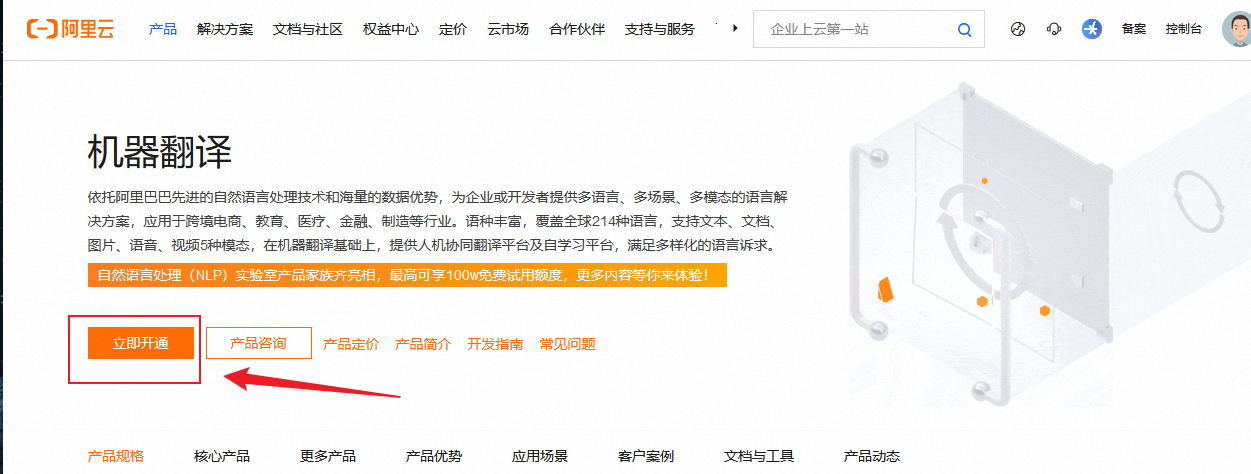 阿里云 产品 解决方案 文档与社区 权益中心 定价 云市场 合作伙伴 支持与服务 企业上云第一站 备案 控制台
机器翻译
依托阿里巴巴先进的自然语言处理技术和海量的数据优势，为企业或开发者提供多语言、多场景、多模态的语言解
决方案，应用于跨境电商、教育、医疗、金融、制造等行业。语种丰富，覆盖全球214种语言，支持文本、文档、
图片、语音、视频5种模态，在机器翻译基础上，提供人机协同翻译平台及自学习平台，满足多样化的语言诉求。
自然语言处理（NLP）实验室产品家族齐亮相，最高可享100w免费试用额度，更多内容等你来体验！
立即开通 产品咨询 产品定价 产品简介 开发指南 常见问题
产品规格 核心产品 更多产品 产品优势 应用场景 客户案例 文档与工具 产品动态